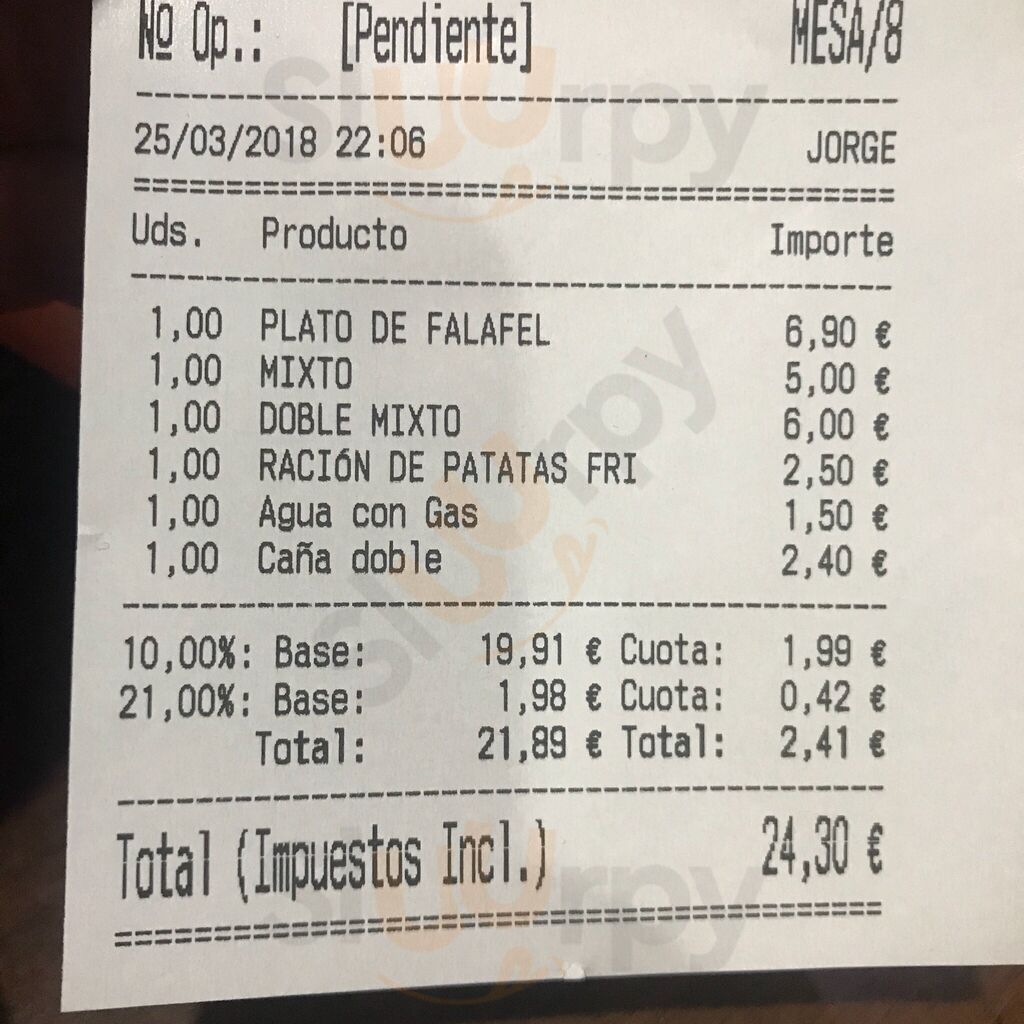 Nº Op.: [Pendiente] MESA/8
25/03/2018 22:06 JORGE
Uds. Producto Importe
1,00 PLATO DE FALAFEL 6,90 €
1,00 MIXTO 5,00 €
1,00 DOBLE MIXTO 6,00 €
1,00 RACIÓN DE PATATAS FRI 2,50 €
1,00 Agua con Gas 1,50 €
1,00 Caña doble 2,40 €
10,00%: Base: 19,91 € Cuota: 1,99 €
21,00%: Base: 1,98 € Cuota: 0,42 €
Total: 21,89 € Total: 2,41 €
Total (Impuestos Incl.) 24,30 €
Sluurpy
Sluurpy
Sluurpy